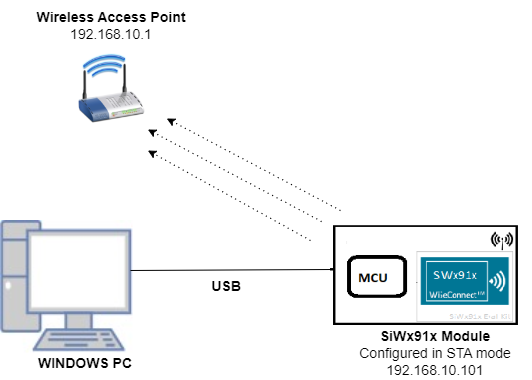 Wireless Access Point
192.168.10.1
MCU
SWx91x
WiieConnect™
SiWx91x Eval Kit
USB
WINDOWS PC
SiWx91x Module
Configured in STA mode
192.168.10.101